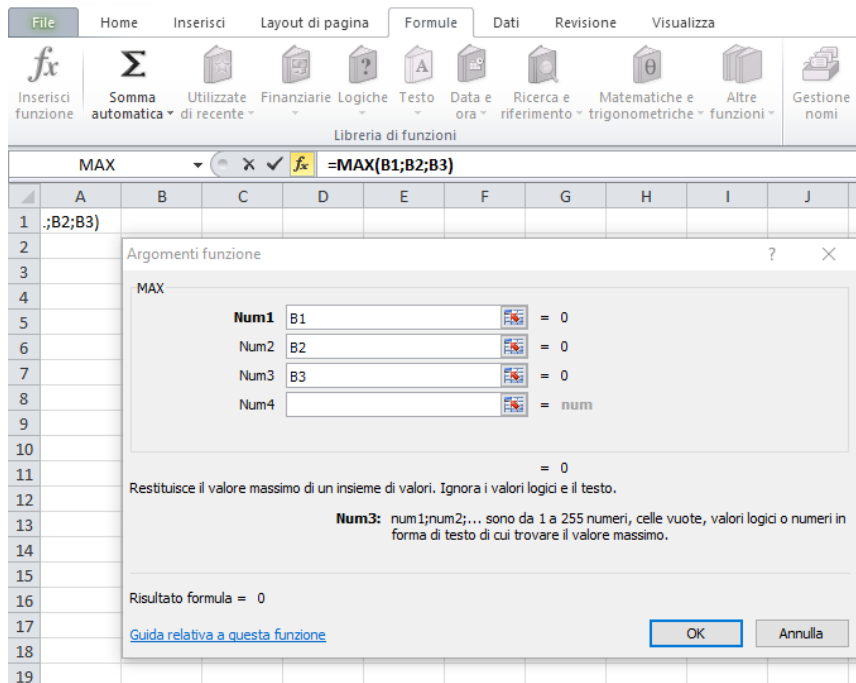 File Home Inserisci Layout di pagina Formule Dati Revisione Visualizza
fx Σ ? A θ
Inserisci funzione Somma automatica Utilizzate di recente Finanziarie Logiche Testo Data e ora Ricerca e riferimento Matematiche e trigonometriche Altre funzioni Gestione nomi
Libreria di funzioni
MAX fx =MAX(B1;B2;B3)
A B C D E F G H I J
1 .;B2;B3)
2
Argomenti funzione ?
3
MAX
4
Num1 B1 = 0
5
Num2 B2 = 0
6
Num3 B3 = 0
7
Num4 = num
8
9
10
= 0
11
Restituisce il valore massimo di un insieme di valori. Ignora i valori logici e il testo.
12
Num3: num1;num2;... sono da 1 a 255 numeri, celle vuote, valori logici o numeri in
13
forma di testo di cui trovare il valore massimo.
14
15
Risultato formula = 0
16
17
Guida relativa a questa funzione OK Annulla
18
19